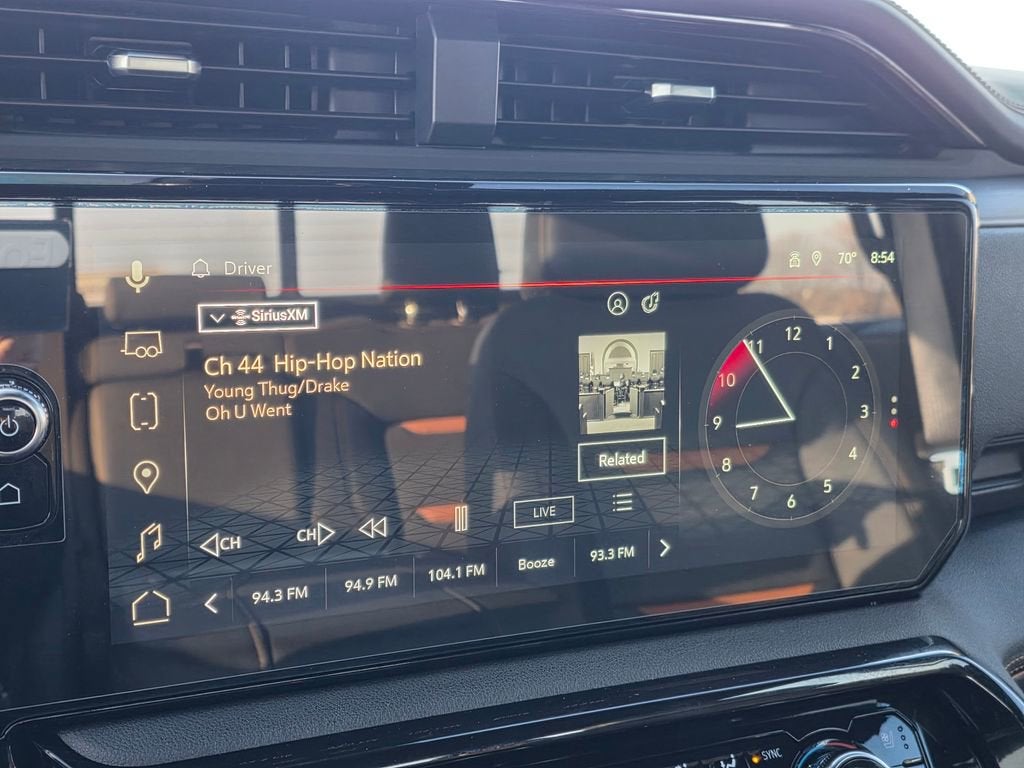 Driver
70° 8:54
SiriusXM
Ch 44 Hip-Hop Nation
Young Thug/Drake
Oh U Went
Related
12
1
2
3
4
5
6
7
8
9
10
11
CH
CH
LIVE
94.3 FM
94.9 FM
104.1 FM
Booze
93.3 FM
SYNC